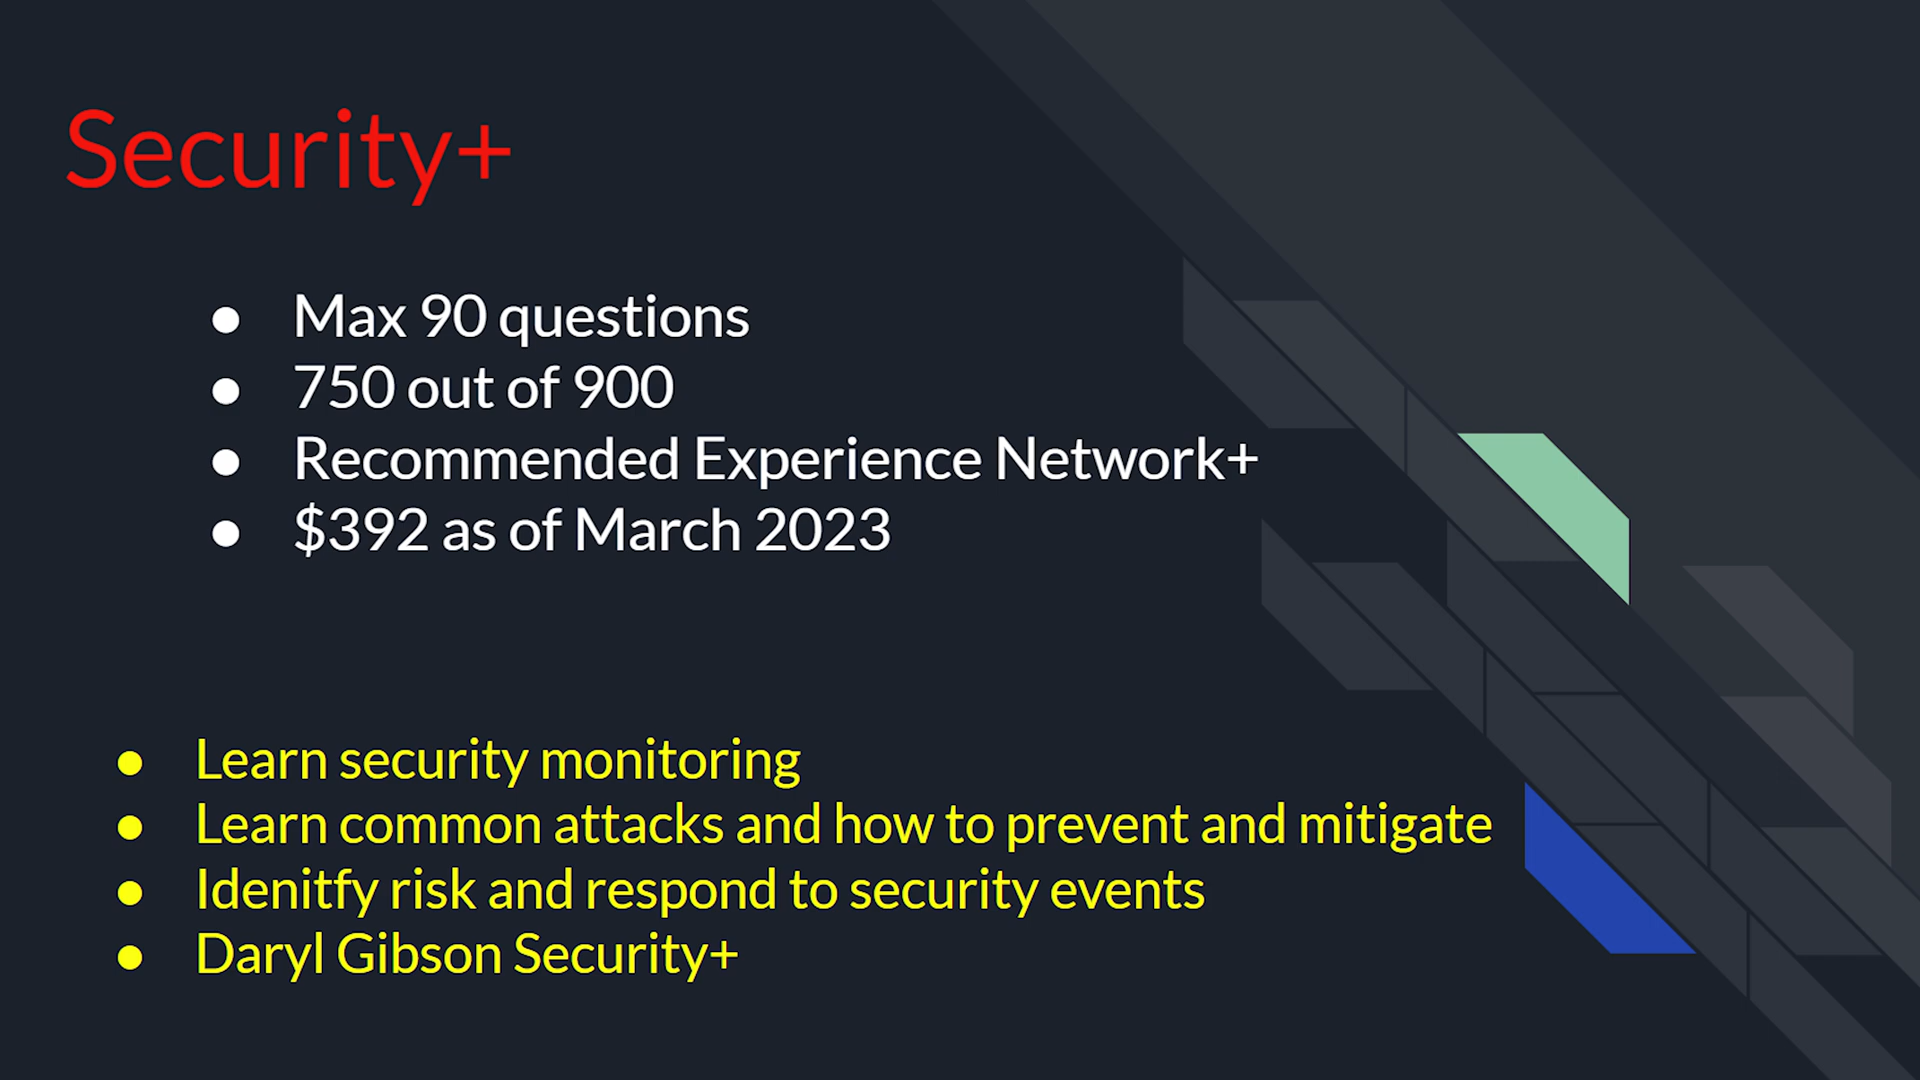 Security+
● Max 90 questions
● 750 out of 900
● Recommended Experience Network+
● $392 as of March 2023
● Learn security monitoring
● Learn common attacks and how to prevent and mitigate
● Idenitfy risk and respond to security events
● Daryl Gibson Security+